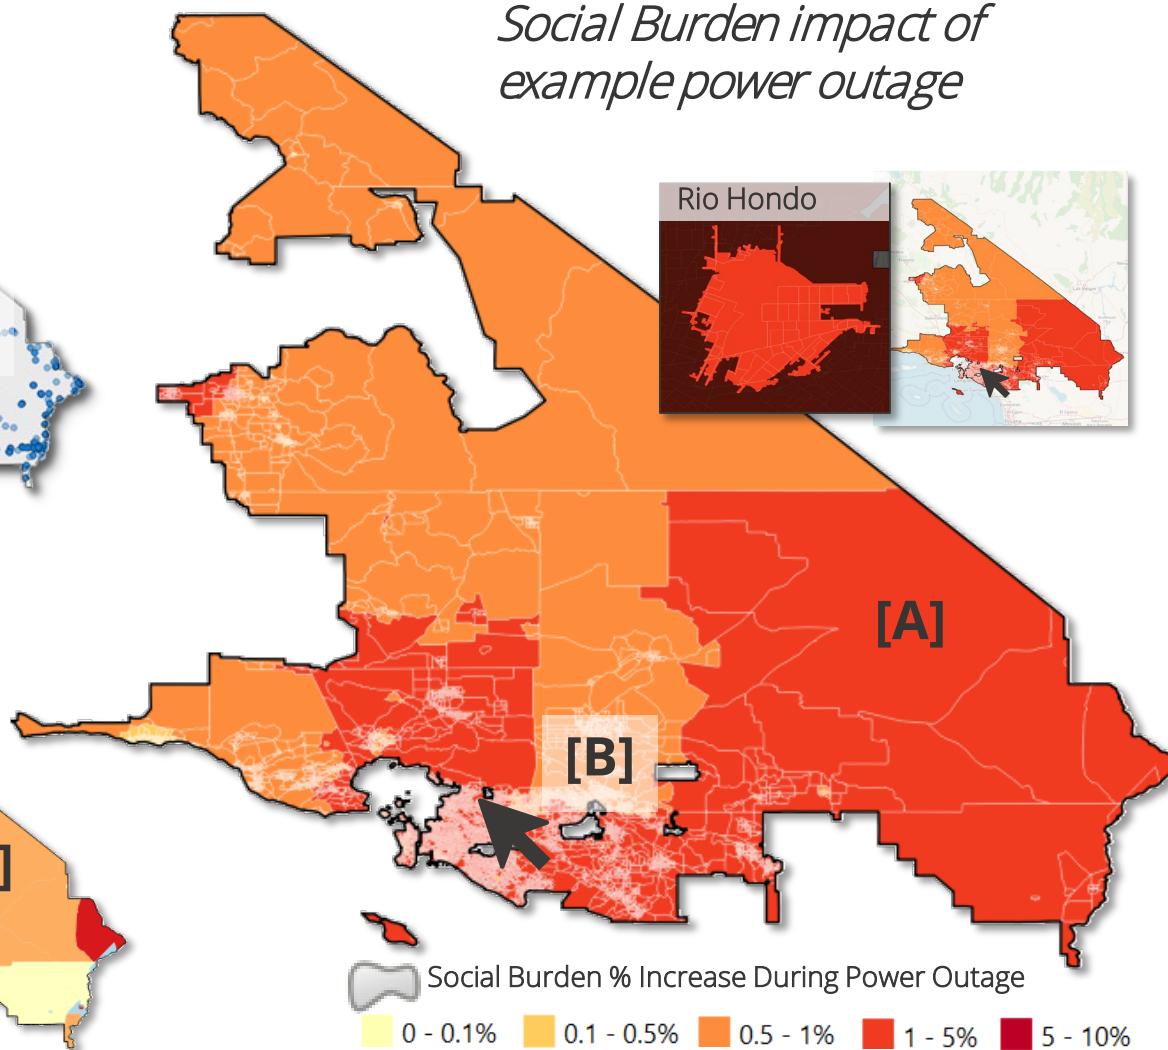 Social Burden impact of
example power outage
Rio Hondo
[A]
[B]
]
Social Burden % Increase During Power Outage
0 - 0.1%
0.1 - 0.5%
0.5 - 1%
1 - 5%
5 - 10%